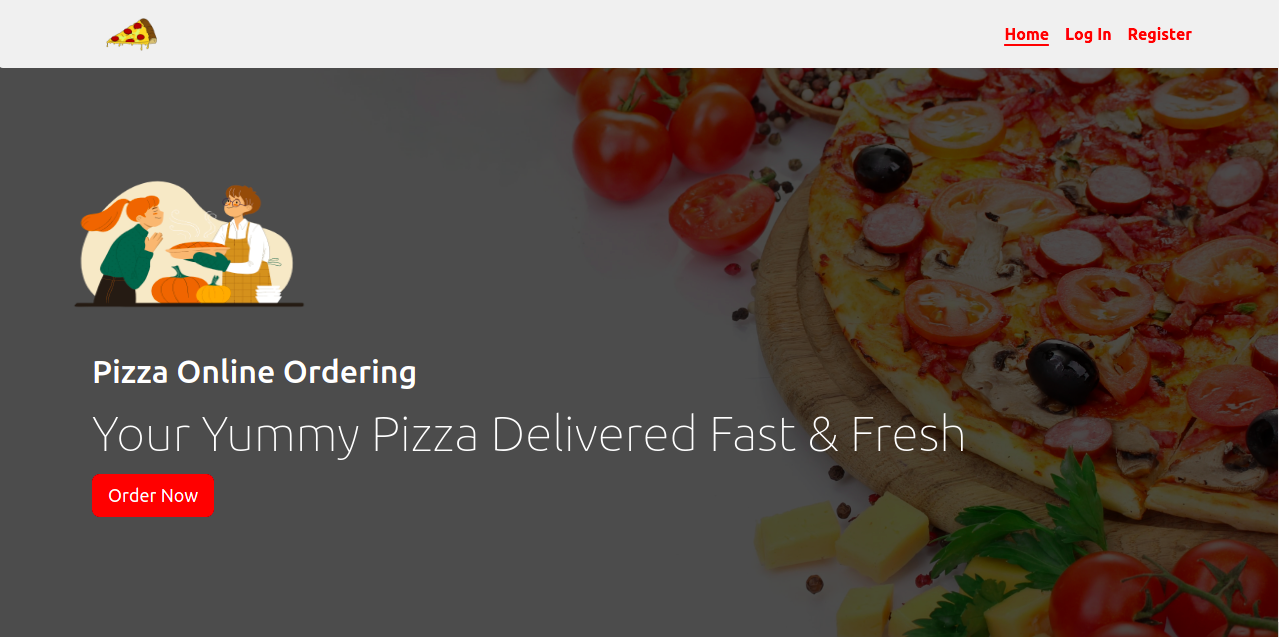 Home Log In Register
Pizza Online Ordering
Your Yummy Pizza Delivered Fast & Fresh
Order Now